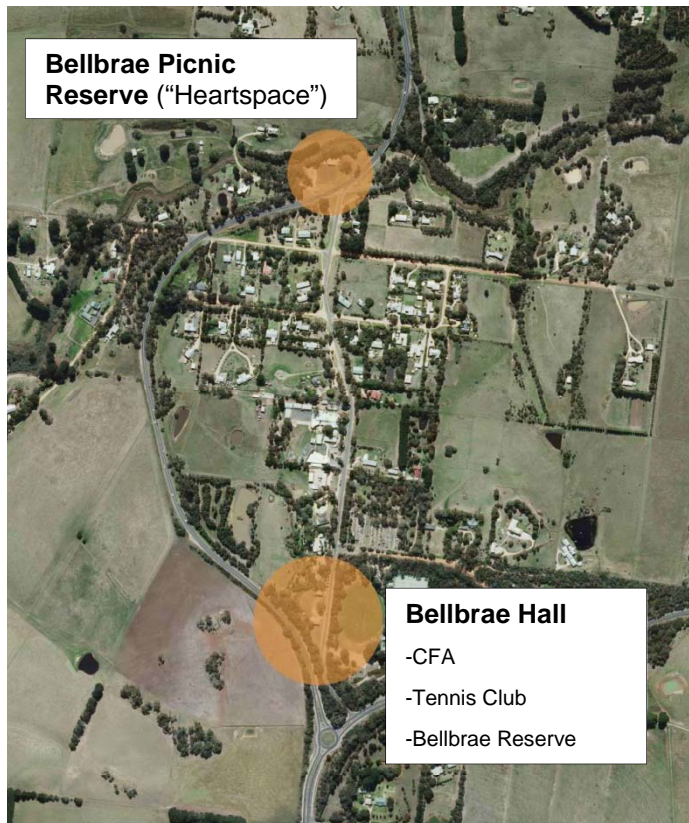 Bellbrae Picnic
Reserve (“Heartspace”)
Bellbrae Hall
-CFA
-Tennis Club
-Bellbrae Reserve